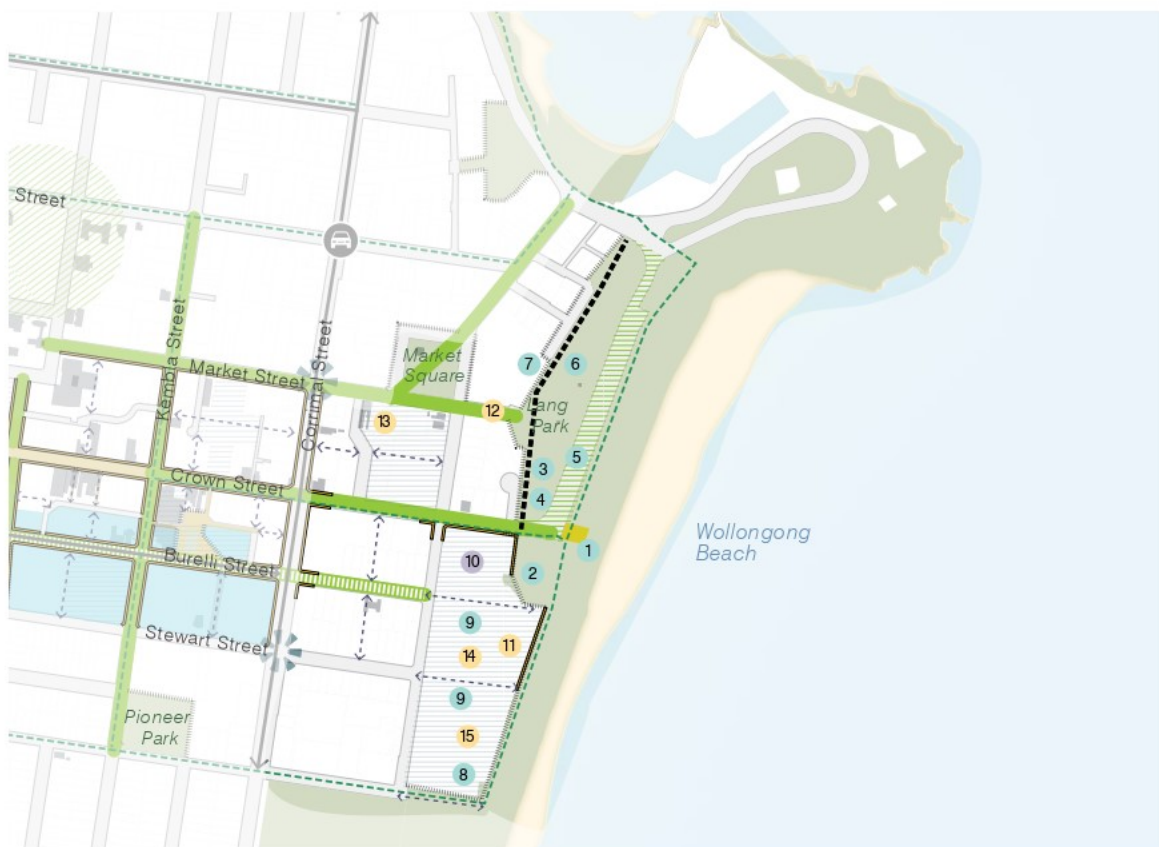 Street
Kembla Street
Market Street
Corrimal Street
Market
Square
7
6
12
Lang
Park
13
3
5
4
Crown Street
1
Wollongong
Beach
10
2
Burelli Street
9
11
14
Stewart Street
9
15
Pioneer
Park
8